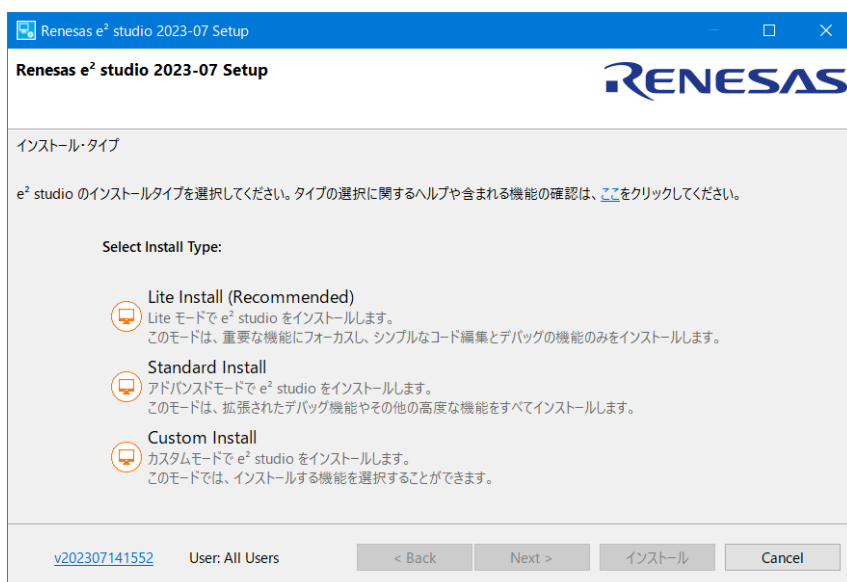 Renesas e² studio 2023-07 Setup
Renesas e² studio 2023-07 Setup
RENESAS
インストール・タイプ
e² studio のインストールタイプを選択してください。タイプの選択に関するヘルプや含まれる機能の確認は、ここをクリックしてください。
Select Install Type:
Lite Install (Recommended)
Lite モードで e² studio をインストールします。
このモードは、重要な機能にフォーカスし、シンプルなコード編集とデバッグの機能のみをインストールします。
Standard Install
アドバンスドモードで e² studio をインストールします。
このモードは、拡張されたデバッグ機能やその他の高度な機能をすべてインストールします。
Custom Install
カスタムモードで e² studio をインストールします。
このモードでは、インストールする機能を選択することができます。
v202307141552 User: All Users < Back Next > インストール Cancel